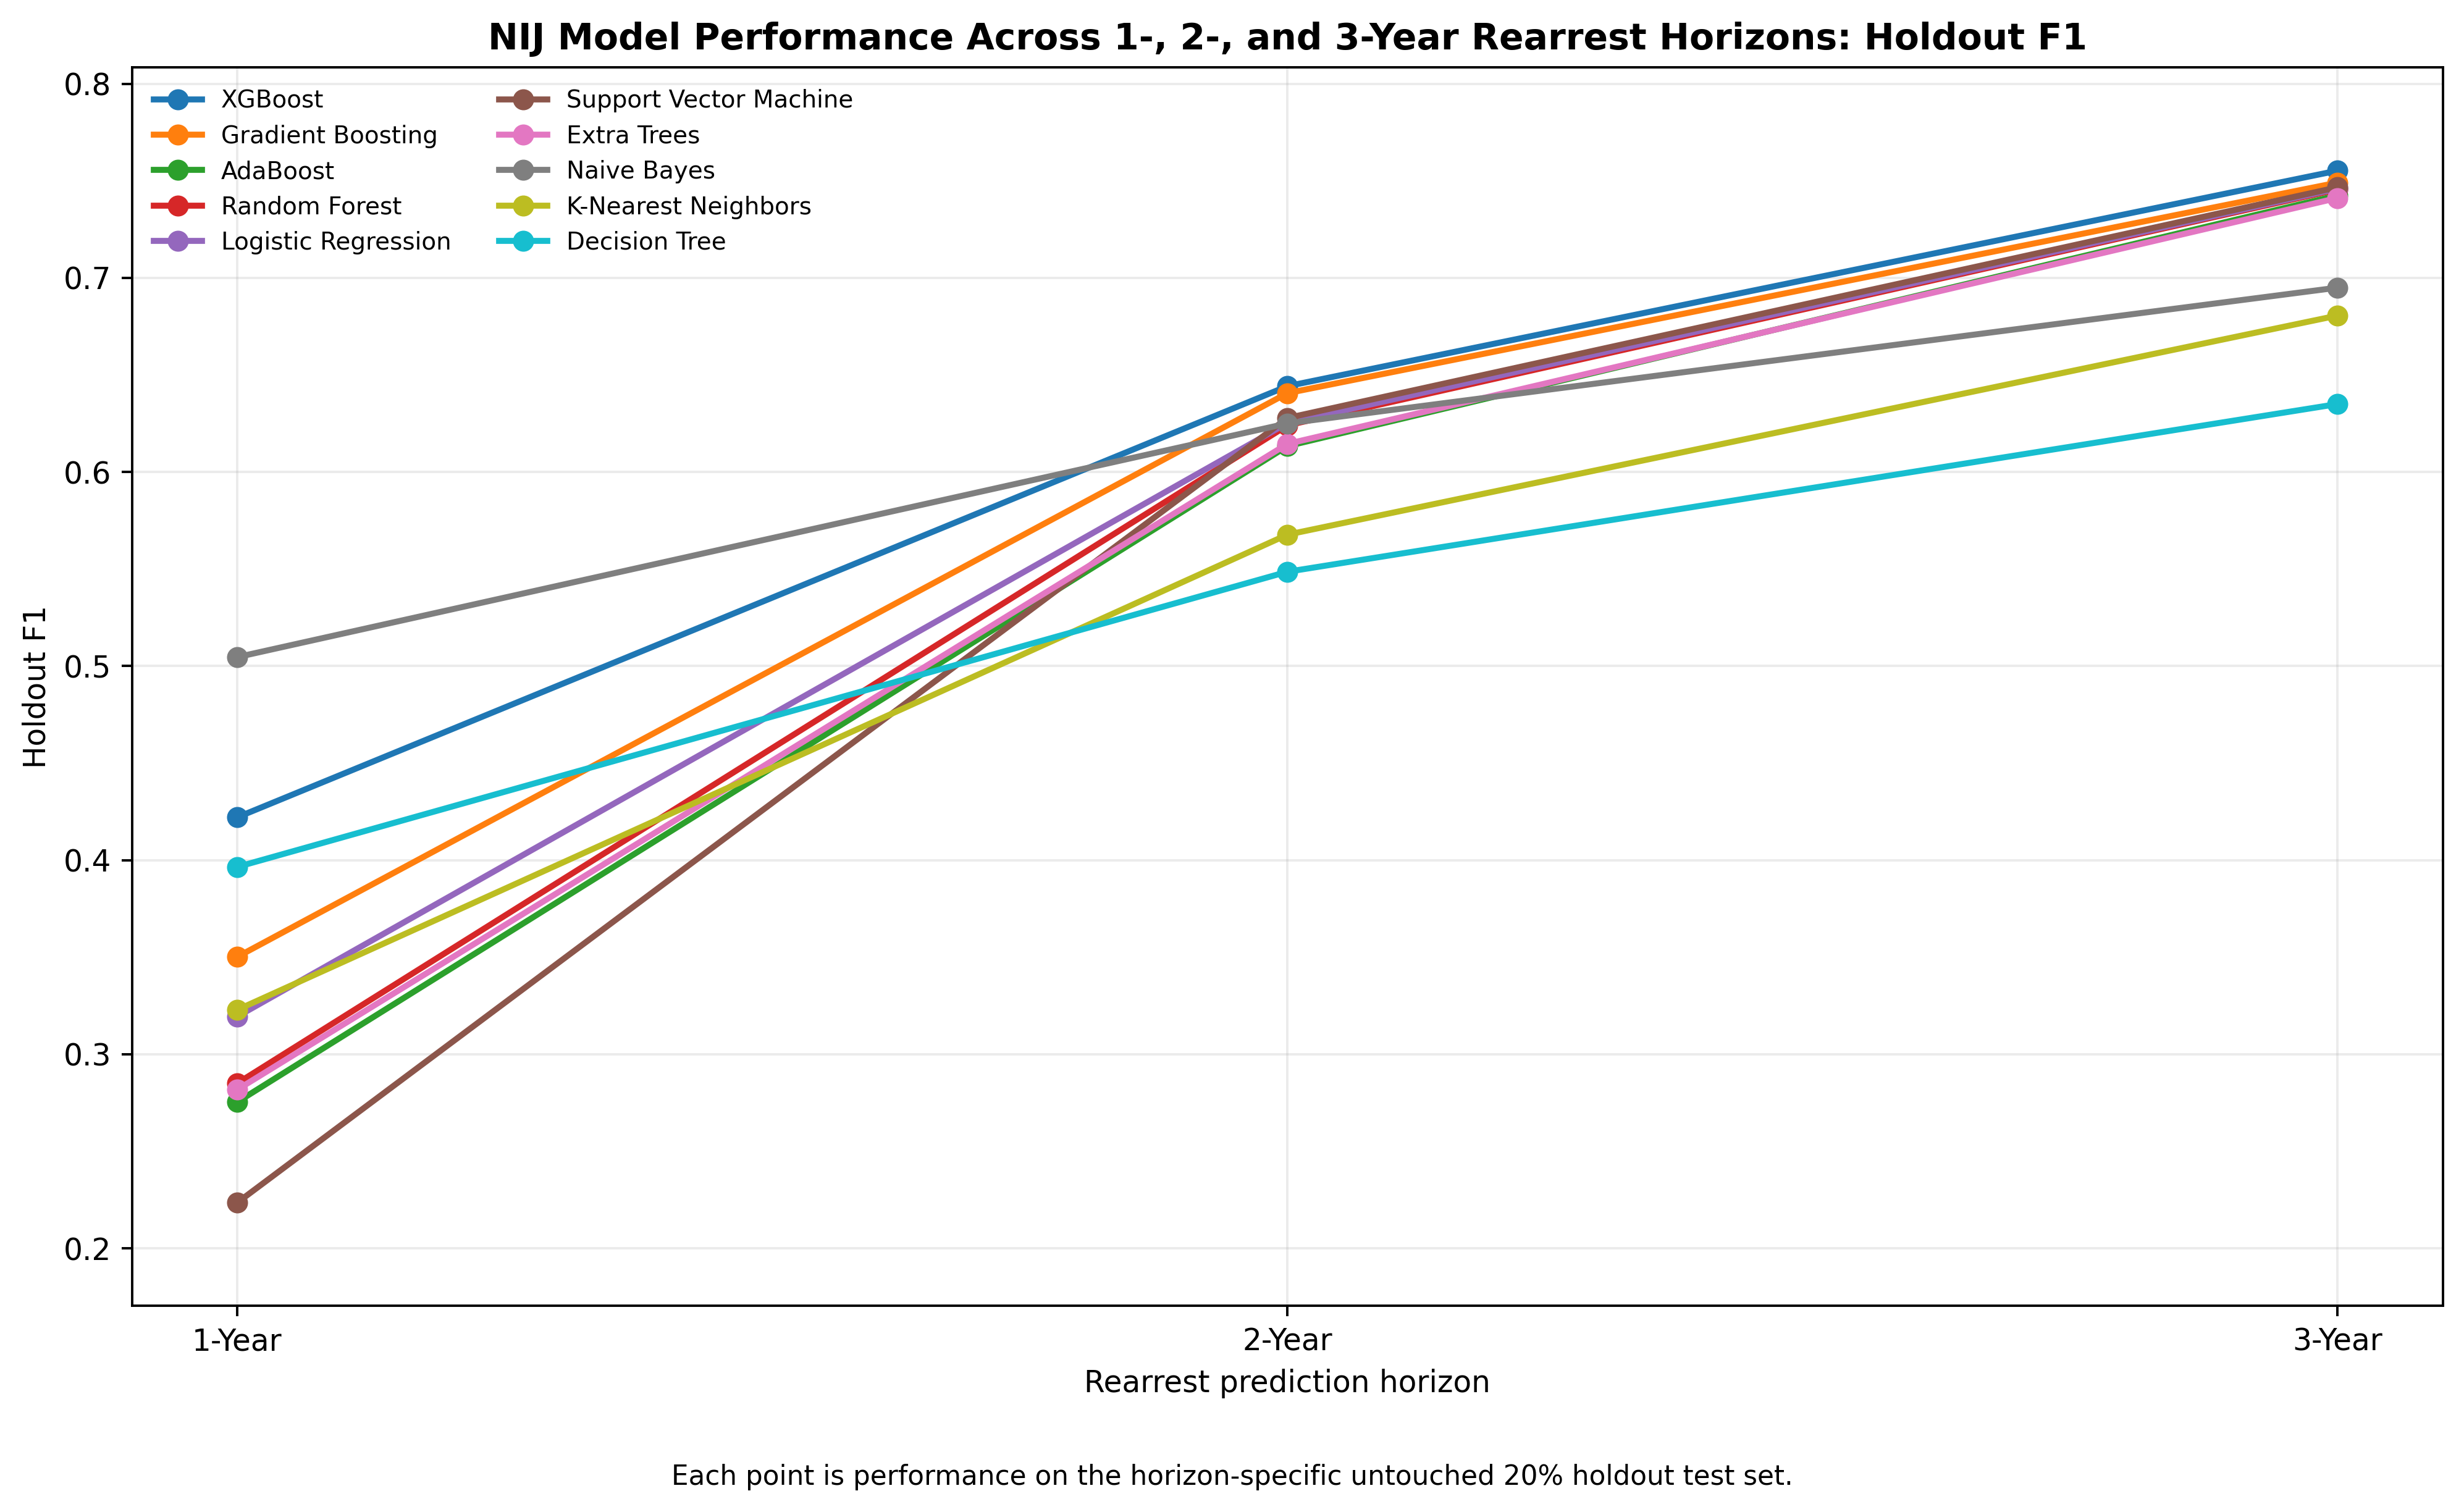 NIJ Model Performance Across 1-, 2-, and 3-Year Rearrest Horizons: Holdout F1
XGBoost
Gradient Boosting
AdaBoost
Random Forest
Logistic Regression
Support Vector Machine
Extra Trees
Naive Bayes
K-Nearest Neighbors
Decision Tree
Holdout F1
0.8
0.7
0.6
0.5
0.4
0.3
0.2
1-Year
2-Year
3-Year
Rearrest prediction horizon
Each point is performance on the horizon-specific untouched 20% holdout test set.